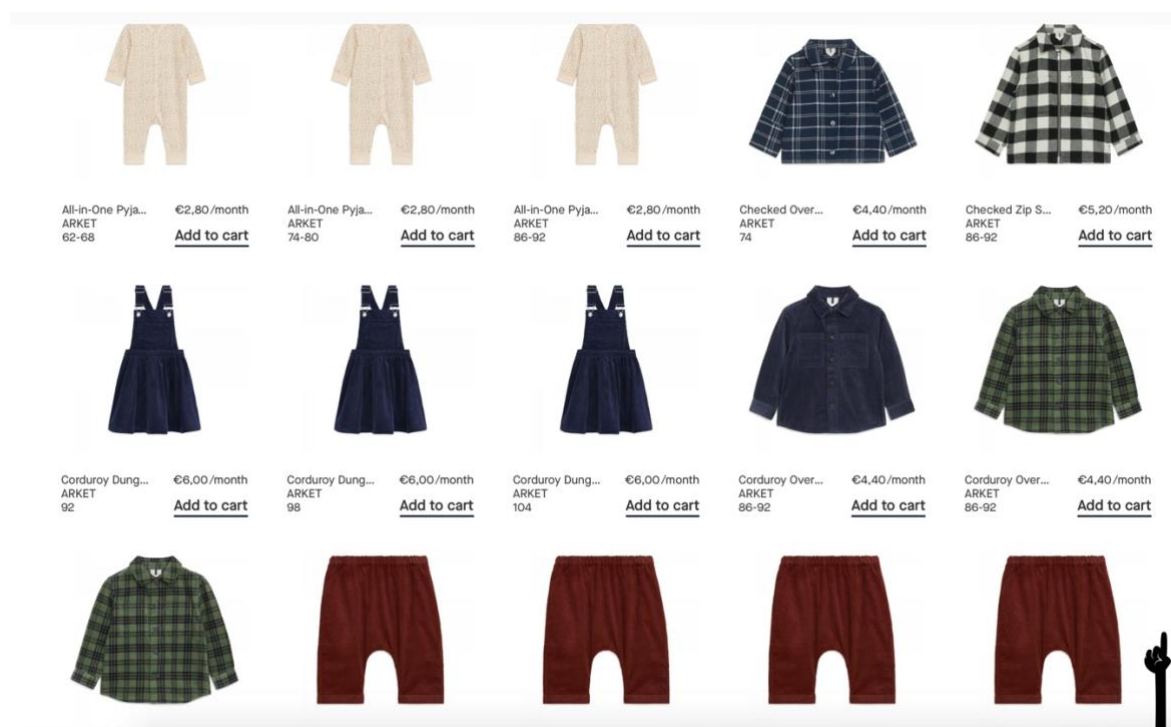 All-in-One Pyja... €2,80/month
ARKET
62-68 Add to cart
All-in-One Pyja... €2,80/month
ARKET
74-80 Add to cart
All-in-One Pyja... €2,80/month
ARKET
86-92 Add to cart
Checked Over... €4,40/month
ARKET
74 Add to cart
Checked Zip S... €5,20/month
ARKET
86-92 Add to cart
Corduroy Dung... €6,00/month
ARKET
92 Add to cart
Corduroy Dung... €6,00/month
ARKET
98 Add to cart
Corduroy Dung... €6,00/month
ARKET
104 Add to cart
Corduroy Over... €4,40/month
ARKET
86-92 Add to cart
Corduroy Over... €4,40/month
ARKET
86-92 Add to cart